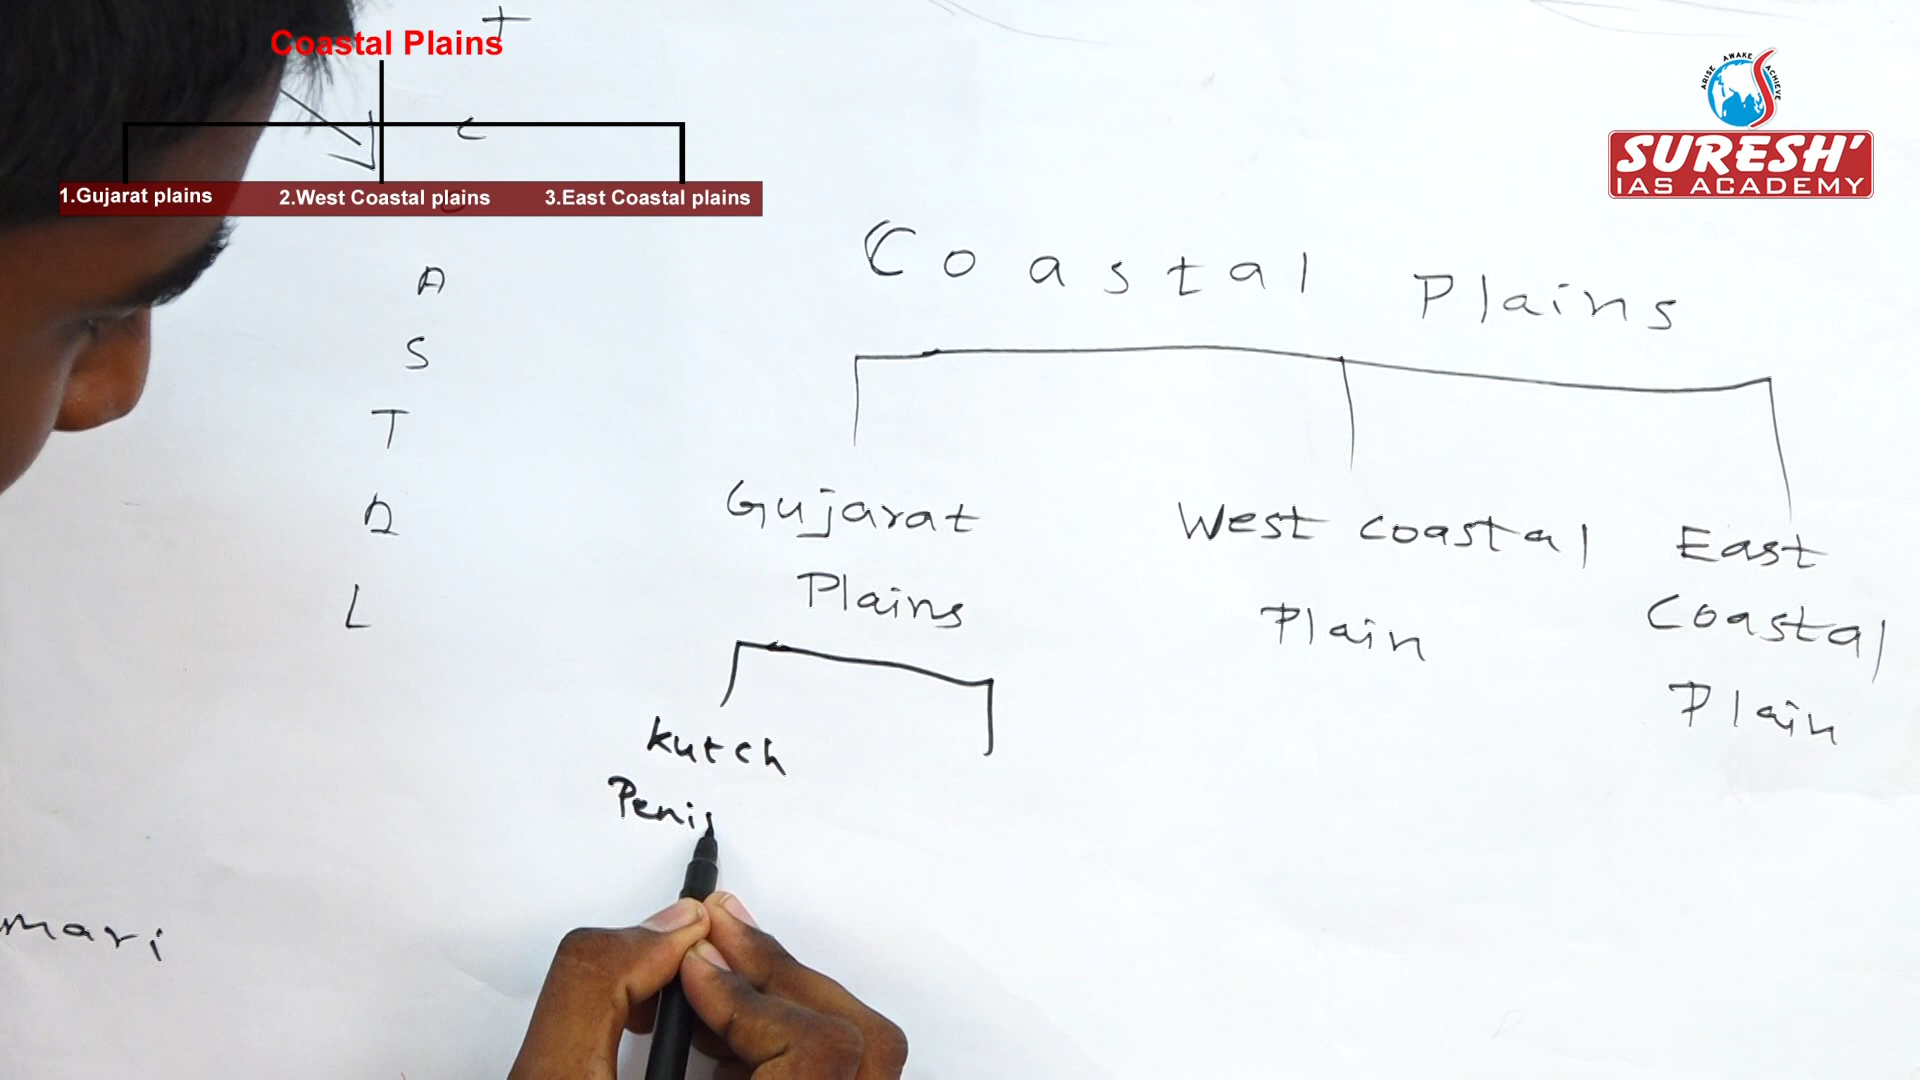 Coastal Plains
1.Gujarat plains
2.West Coastal plains
3.East Coastal plains
ARISE AWAKE ACHIEVE
SURESH'
IAS ACADEMY
Coastal Plains
Gujarat
Plains
West Coastal
Plain
East
Coastal
Plain
kutch
Penis
A
S
T
A
L
mari